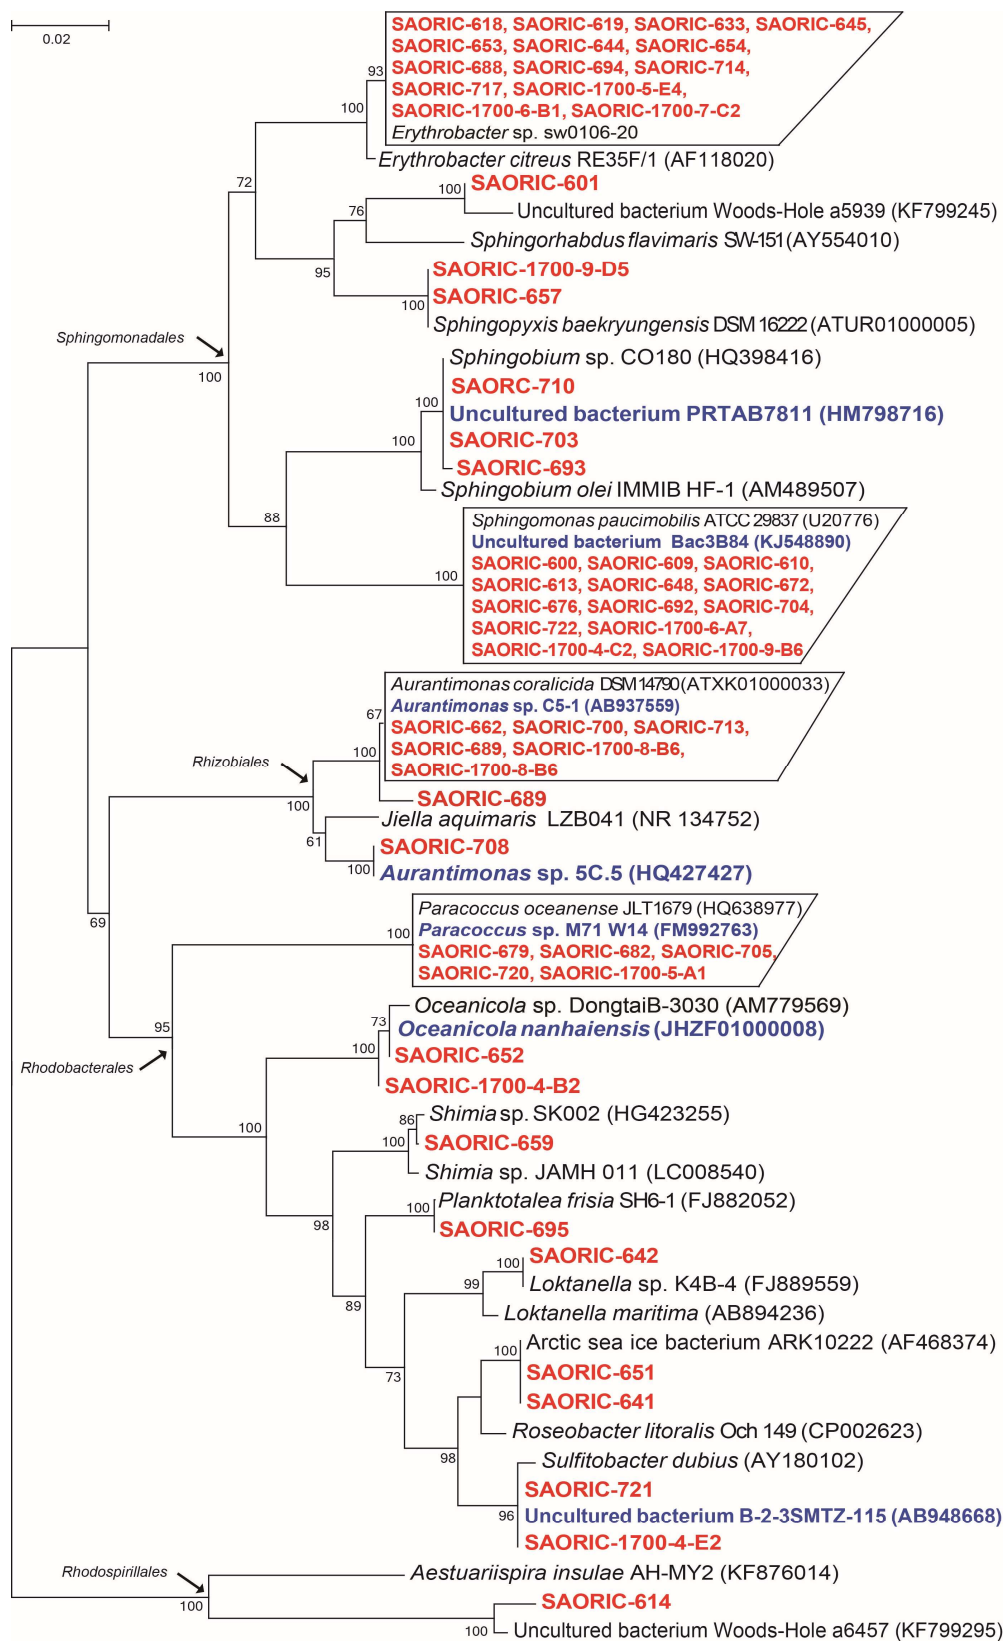 0.02
SAORIC-618, SAORIC-619, SAORIC-633, SAORIC-645,
SAORIC-653, SAORIC-644, SAORIC-654,
SAORIC-688, SAORIC-694, SAORIC-714,
SAORIC-717, SAORIC-1700-5-E4,
SAORIC-1700-6-B1, SAORIC-1700-7-C2
Erythrobacter sp. sw0106-20
93
100
Erythrobacter citreus RE35F/1 (AF118020)
72
100
SAORIC-601
Uncultured bacterium Woods-Hole a5939 (KF799245)
76
Sphingorhabdus flavimaris SW-151(AY554010)
95
SAORIC-1700-9-D5
SAORIC-657
100
Sphingopyxis baekryungensis DSM 16222 (ATUR01000005)
Sphingomonadales
100
Sphingobium sp. CO180 (HQ398416)
SAORC-710
100
Uncultured bacterium PRTAB7811 (HM798716)
100
SAORIC-703
SAORIC-693
Sphingobium olei IMMIB HF-1 (AM489507)
88
Sphingomonas paucimobilis ATCC 29837 (U20776)
Uncultured bacterium Bac3B84 (KJ548890)
SAORIC-600, SAORIC-609, SAORIC-610,
100
SAORIC-613, SAORIC-648, SAORIC-672,
SAORIC-676, SAORIC-692, SAORIC-704,
SAORIC-722, SAORIC-1700-6-A7,
SAORIC-1700-4-C2, SAORIC-1700-9-B6
Aurantimonas coralicida DSM14790(ATXK01000033)
Aurantimonas sp. C5-1 (AB937559)
67
SAORIC-662, SAORIC-700, SAORIC-713,
100
SAORIC-689, SAORIC-1700-8-B6,
SAORIC-1700-8-B6
Rhizobiales
100
SAORIC-689
Jiella aquimaris LZB041 (NR 134752)
61
SAORIC-708
100
Aurantimonas sp. 5C.5 (HQ427427)
69
Paracoccus oceanense JLT1679 (HQ638977)
Paracoccus sp. M71 W14 (FM992763)
100
SAORIC-679, SAORIC-682, SAORIC-705,
SAORIC-720, SAORIC-1700-5-A1
95
Rhodobacterales
Oceanicola sp. DongtaiB-3030 (AM779569)
73
Oceanicola nanhaiensis (JHZF01000008)
100
SAORIC-652
SAORIC-1700-4-B2
100
Shimia sp. SK002 (HG423255)
86
100
SAORIC-659
Shimia sp. JAMH 011 (LC008540)
98
Planktotalea frisia SH6-1 (FJ882052)
100
SAORIC-695
89
SAORIC-642
100
99
Loktanella sp. K4B-4 (FJ889559)
Loktanella maritima (AB894236)
73
Arctic sea ice bacterium ARK10222 (AF468374)
100
SAORIC-651
SAORIC-641
Roseobacter litoralis Och 149 (CP002623)
98
Sulfitobacter dubius (AY180102)
SAORIC-721
96
Uncultured bacterium B-2-3SMTZ-115 (AB948668)
SAORIC-1700-4-E2
Rhodospirillales
100
Aestuariispira insulae AH-MY2 (KF876014)
SAORIC-614
100
Uncultured bacterium Woods-Hole a6457 (KF799295)